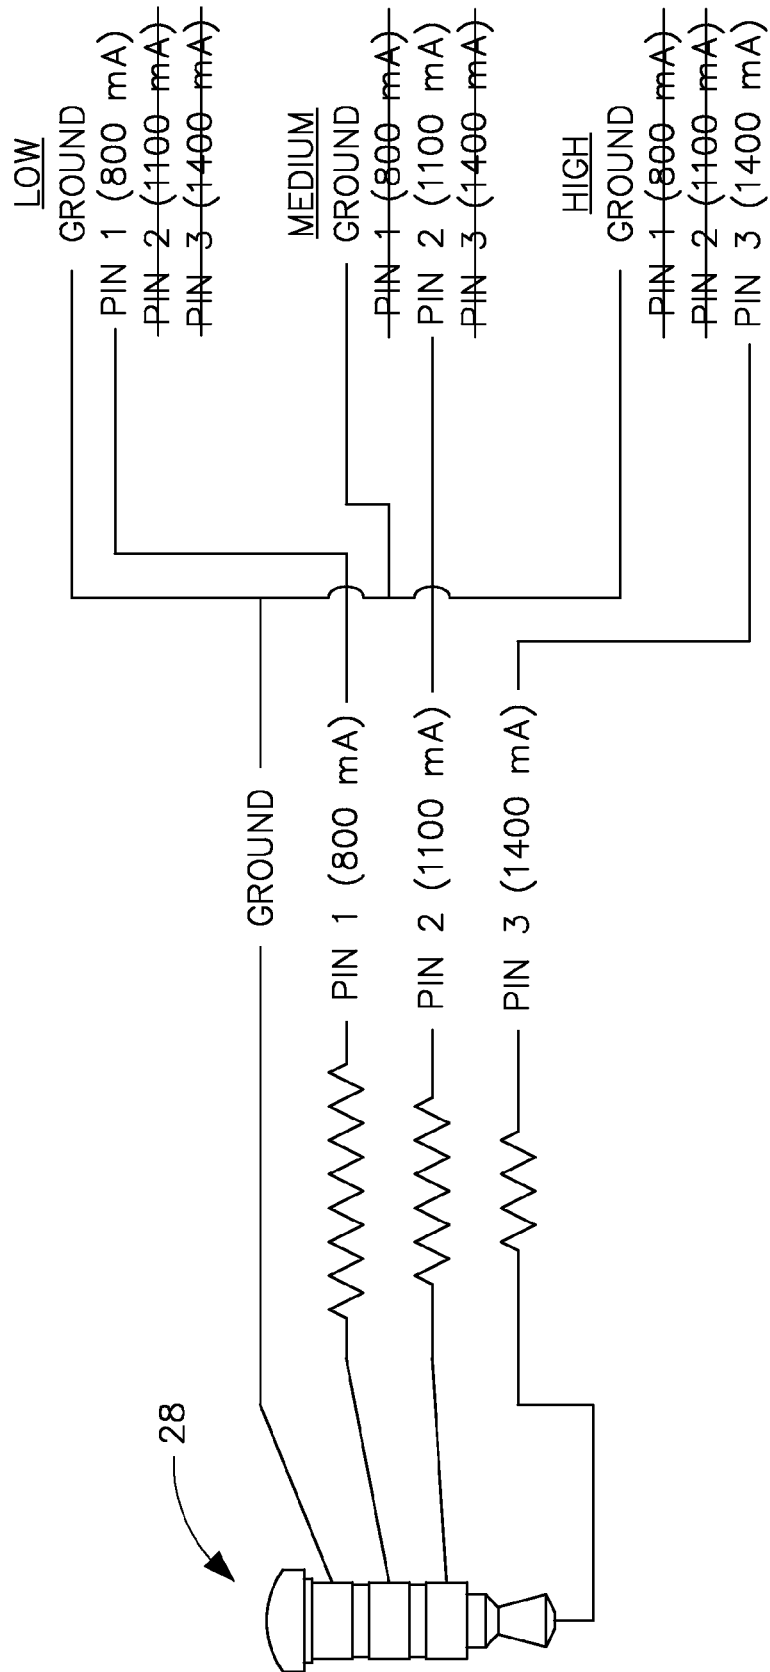 LOW
GROUND
PIN 1 (800 mA)
PIN 2 (1100 mA)
PIN 3 (1400 mA)
MEDIUM
GROUND
PIN 1 (800 mA)
PIN 2 (1100 mA)
PIN 3 (1400 mA)
HIGH
GROUND
PIN 1 (800 mA)
PIN 2 (1100 mA)
PIN 3 (1400 mA)
GROUND
PIN 1 (800 mA)
PIN 2 (1100 mA)
PIN 3 (1400 mA)
28